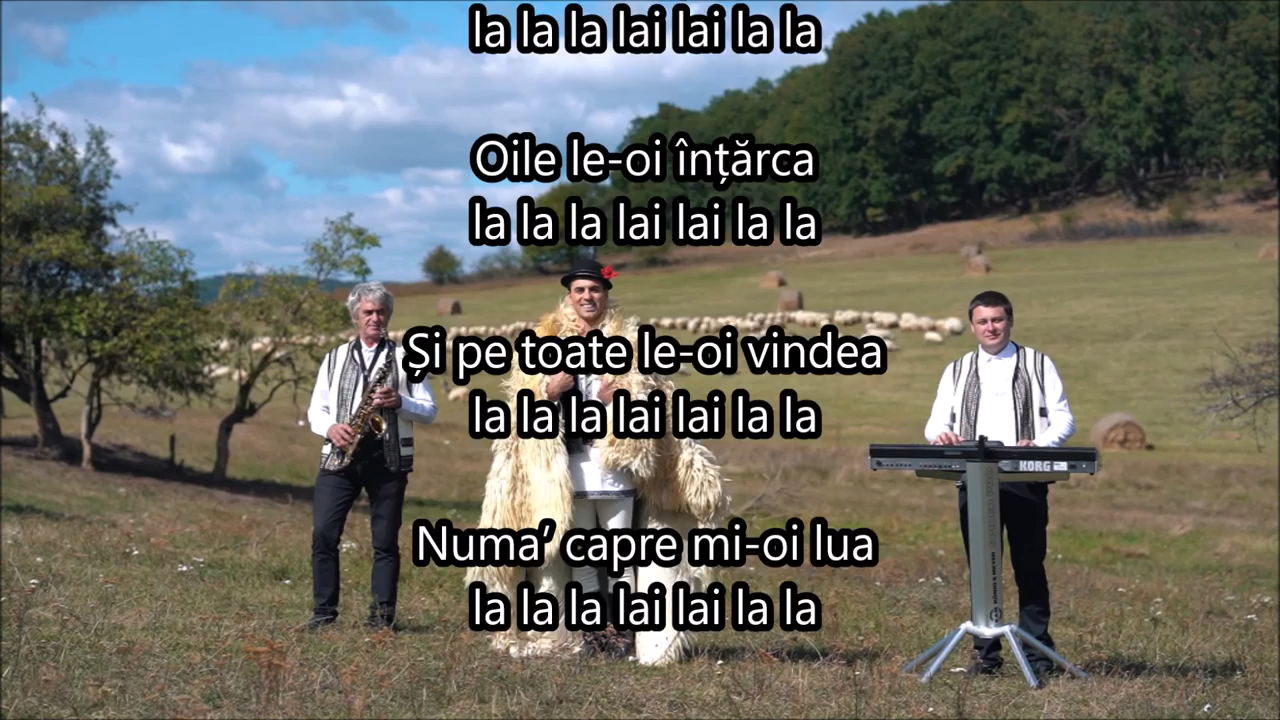 la la la lai lai la la
Oile le-oi înțărca
la la la lai lai la la
Și pe toate le-oi vindea
la la la lai lai la la
Numa’ capre mi-oi lua
la la la lai lai la la
KORG